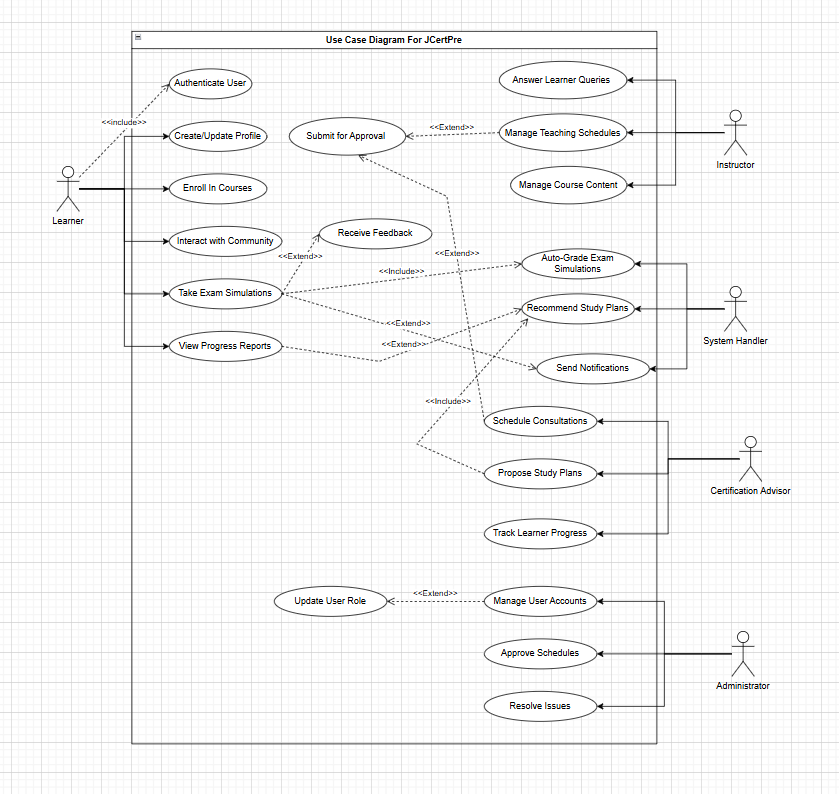 Use Case Diagram For JCertPre
Authenticate User
Answer Learner Queries
<<include>>
Create/Update Profile
Submit for Approval
<<Extend>>
Manage Teaching Schedules
Instructor
Enroll In Courses
Manage Course Content
Learner
Interact with Community
Receive Feedback
<<Extend>>
<<Extend>>
<<Include>>
Auto-Grade Exam
Simulations
Take Exam Simulations
Recommend Study Plans
<<Extend>>
System Handler
View Progress Reports
<<Extend>>
Send Notifications
<<Include>>
Schedule Consultations
Propose Study Plans
Certification Advisor
Track Learner Progress
Update User Role
<<Extend>>
Manage User Accounts
Approve Schedules
Administrator
Resolve Issues